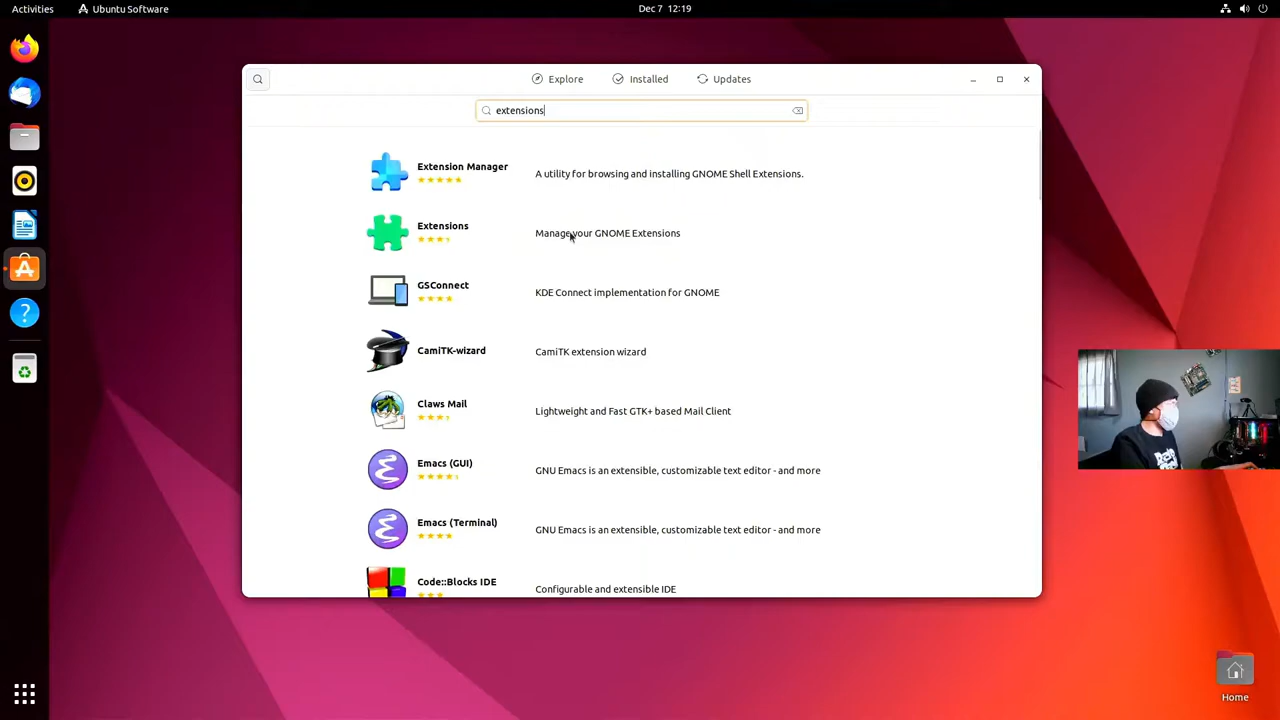 Activities
Ubuntu Software
Dec 7 12:19
Explore
Installed
Updates
extensions
Extension Manager
A utility for browsing and installing GNOME Shell Extensions.
Extensions
Manage your GNOME Extensions
GSConnect
KDE Connect implementation for GNOME
CamiTK-wizard
CamiTK extension wizard
Claws Mail
Lightweight and Fast GTK+ based Mail Client
Emacs (GUI)
GNU Emacs is an extensible, customizable text editor - and more
Emacs (Terminal)
GNU Emacs is an extensible, customizable text editor - and more
Code::Blocks IDE
Configurable and extensible IDE
Home